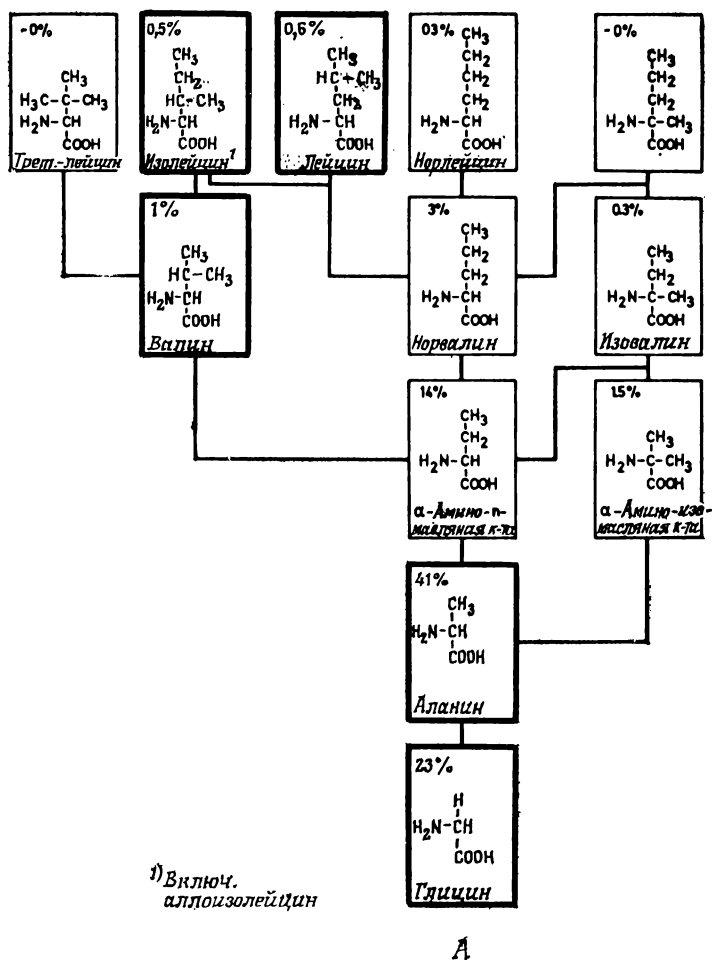 ~0%
CH₃
H₃C-C-CH₃
H₂N-CH
COOH
Трет.-лейцин
0,5%
CH₃
CH₂
HC-CH₃
H₂N-CH
COOH
Изолейцин¹
0,6%
CH₃
HC-CH₃
CH₂
H₂N-CH
COOH
Лейцин
03%
CH₃
CH₂
CH₂
CH₂
H₂N-CH
COOH
Норлейцин
~0%
CH₃
CH₂
CH₂
H₂N-C-CH₃
COOH
1%
CH₃
HC-CH₃
H₂N-CH
COOH
Валин
3%
CH₃
CH₂
CH₂
H₂N-CH
COOH
Норвалин
0.3%
CH₃
CH₂
H₂N-C-CH₃
COOH
Изовалин
14%
CH₃
CH₂
H₂N-CH
COOH
α-Амино-n-
масляная к-та
1.5%
CH₃
H₂N-C-CH₃
COOH
α-Амино-изо-
масляная к-та
41%
CH₃
H₂N-CH
COOH
Аланин
23%
H
H₂N-CH
COOH
Глицин
1) Включ.
аллоизолейцин
А